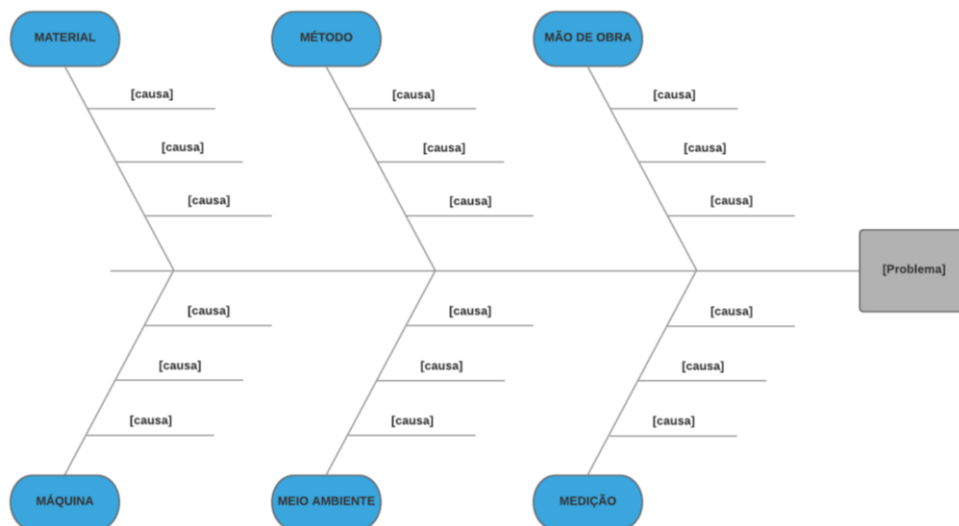 MATERIAL
MÉTODO
MÃO DE OBRA
[causa]
[causa]
[causa]
[causa]
[causa]
[causa]
[causa]
[causa]
[causa]
[Problema]
[causa]
[causa]
[causa]
[causa]
[causa]
[causa]
[causa]
[causa]
[causa]
MÁQUINA
MEIO AMBIENTE
MEDIÇÃO